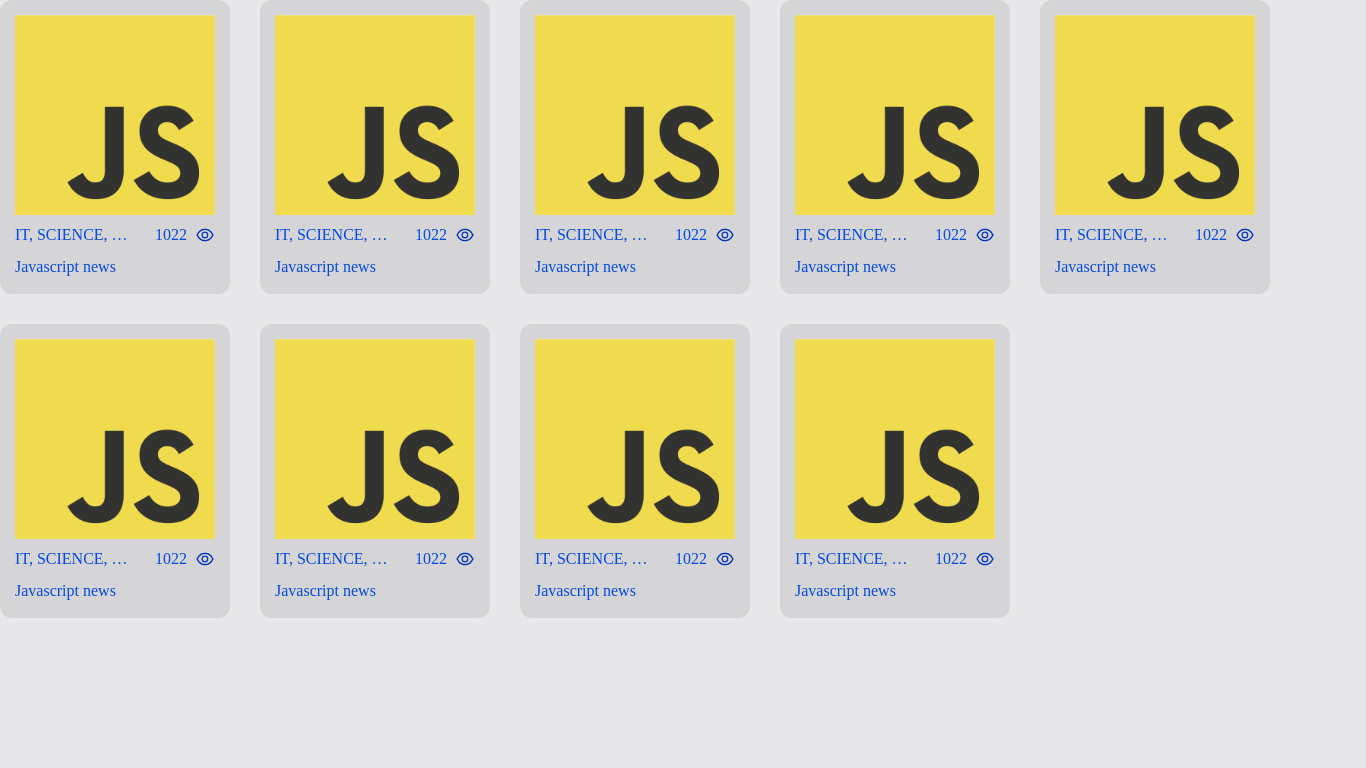 JS JS JS JS JS
IT, SCIENCE, … 1022 IT, SCIENCE, … 1022 IT, SCIENCE, … 1022 IT, SCIENCE, … 1022 IT, SCIENCE, … 1022
Javascript news Javascript news Javascript news Javascript news Javascript news
JS JS JS JS
IT, SCIENCE, … 1022 IT, SCIENCE, … 1022 IT, SCIENCE, … 1022 IT, SCIENCE, … 1022
Javascript news Javascript news Javascript news Javascript news